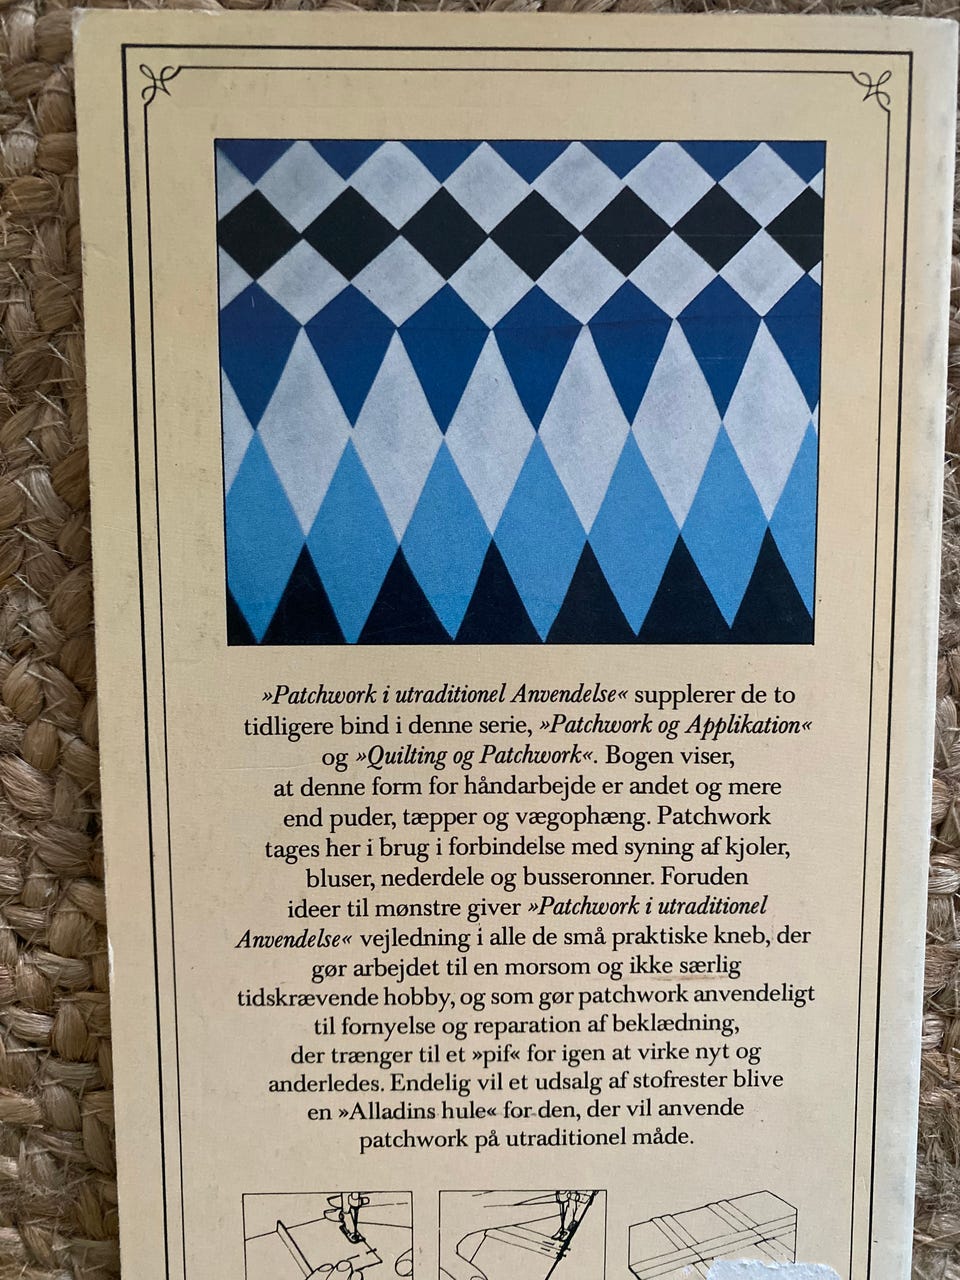 »Patchwork i utraditionel Anvendelse« supplerer de to
tidligere bind i denne serie, »Patchwork og Applikation«
og »Quilting og Patchwork«. Bogen viser,
at denne form for håndarbejde er andet og mere
end puder, tæpper og vægophæng. Patchwork
tages her i brug i forbindelse med syning af kjoler,
bluser, nederdele og busseronner. Foruden
ideer til mønstre giver »Patchwork i utraditionel
Anvendelse« vejledning i alle de små praktiske kneb, der
gør arbejdet til en morsom og ikke særlig
tidskrævende hobby, og som gør patchwork anvendeligt
til fornyelse og reparation af beklædning,
der trænger til et »pif« for igen at virke nyt og
anderledes. Endelig vil et udsalg af stofrester blive
en »Alladins hule« for den, der vil anvende
patchwork på utraditionel måde.